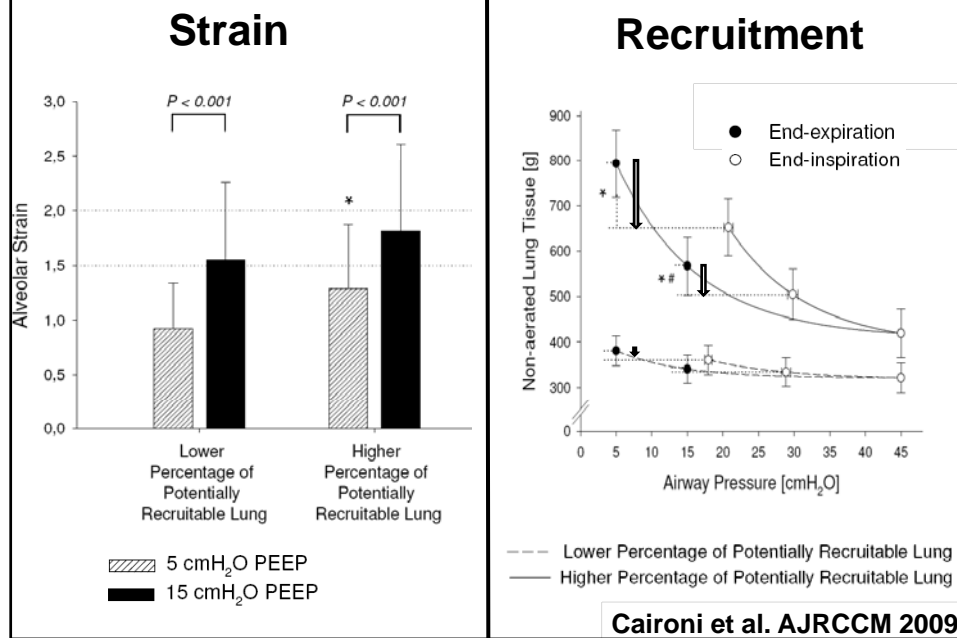 Strain
P < 0.001
P < 0.001
3,0
2,5
2,0
1,5
1,0
0,5
0,0
*
Alveolar Strain
Lower
Percentage of
Potentially
Recruitable Lung
Higher
Percentage of
Potentially
Recruitable Lung
5 cmH₂O PEEP
15 cmH₂O PEEP
Recruitment
End-expiration
End-inspiration
900
800
700
600
500
400
300
0
*
*#
Non-aerated Lung Tissue [g]
0 5 10 15 20 25 30 35 40 45
Airway Pressure [cmH₂O]
Lower Percentage of Potentially Recruitable Lung
Higher Percentage of Potentially Recruitable Lung
Caironi et al. AJRCCM 2009